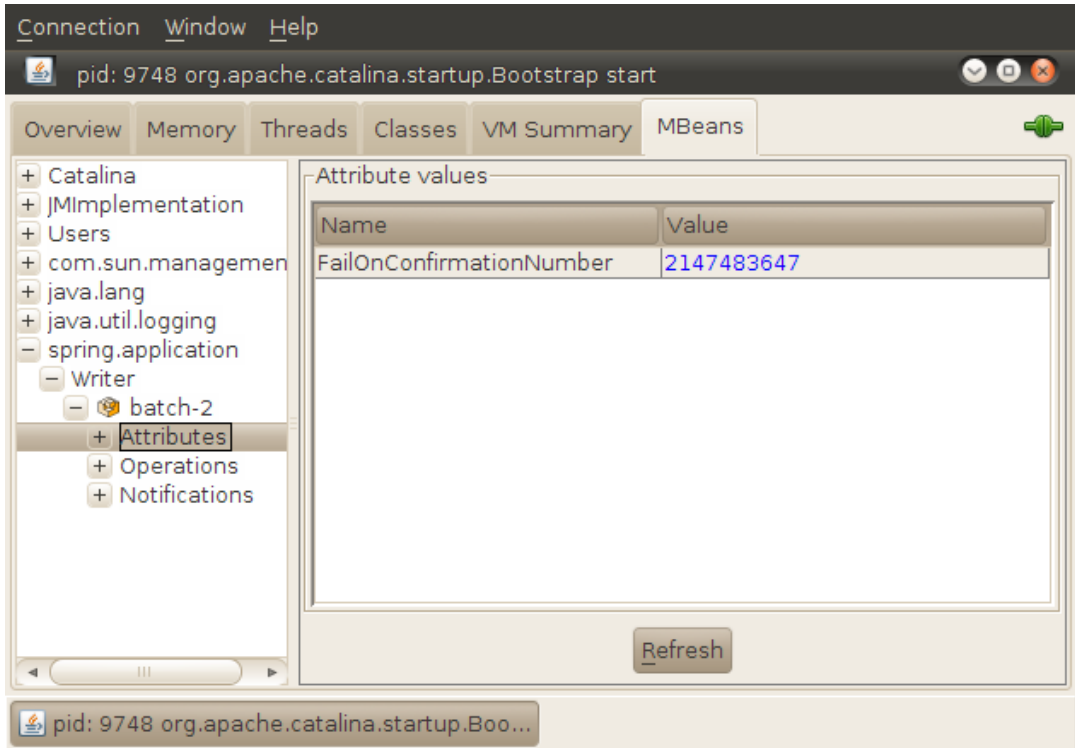 Connection Window Help
pid: 9748 org.apache.catalina.startup.Bootstrap start
Overview Memory Threads Classes VM Summary MBeans
+ Catalina
+ JMImplementation
+ Users
+ com.sun.managemen
+ java.lang
+ java.util.logging
− spring.application
− Writer
− batch-2
+ Attributes
+ Operations
+ Notifications
Attribute values
Name Value
FailOnConfirmationNumber 2147483647
Refresh
pid: 9748 org.apache.catalina.startup.Boo...